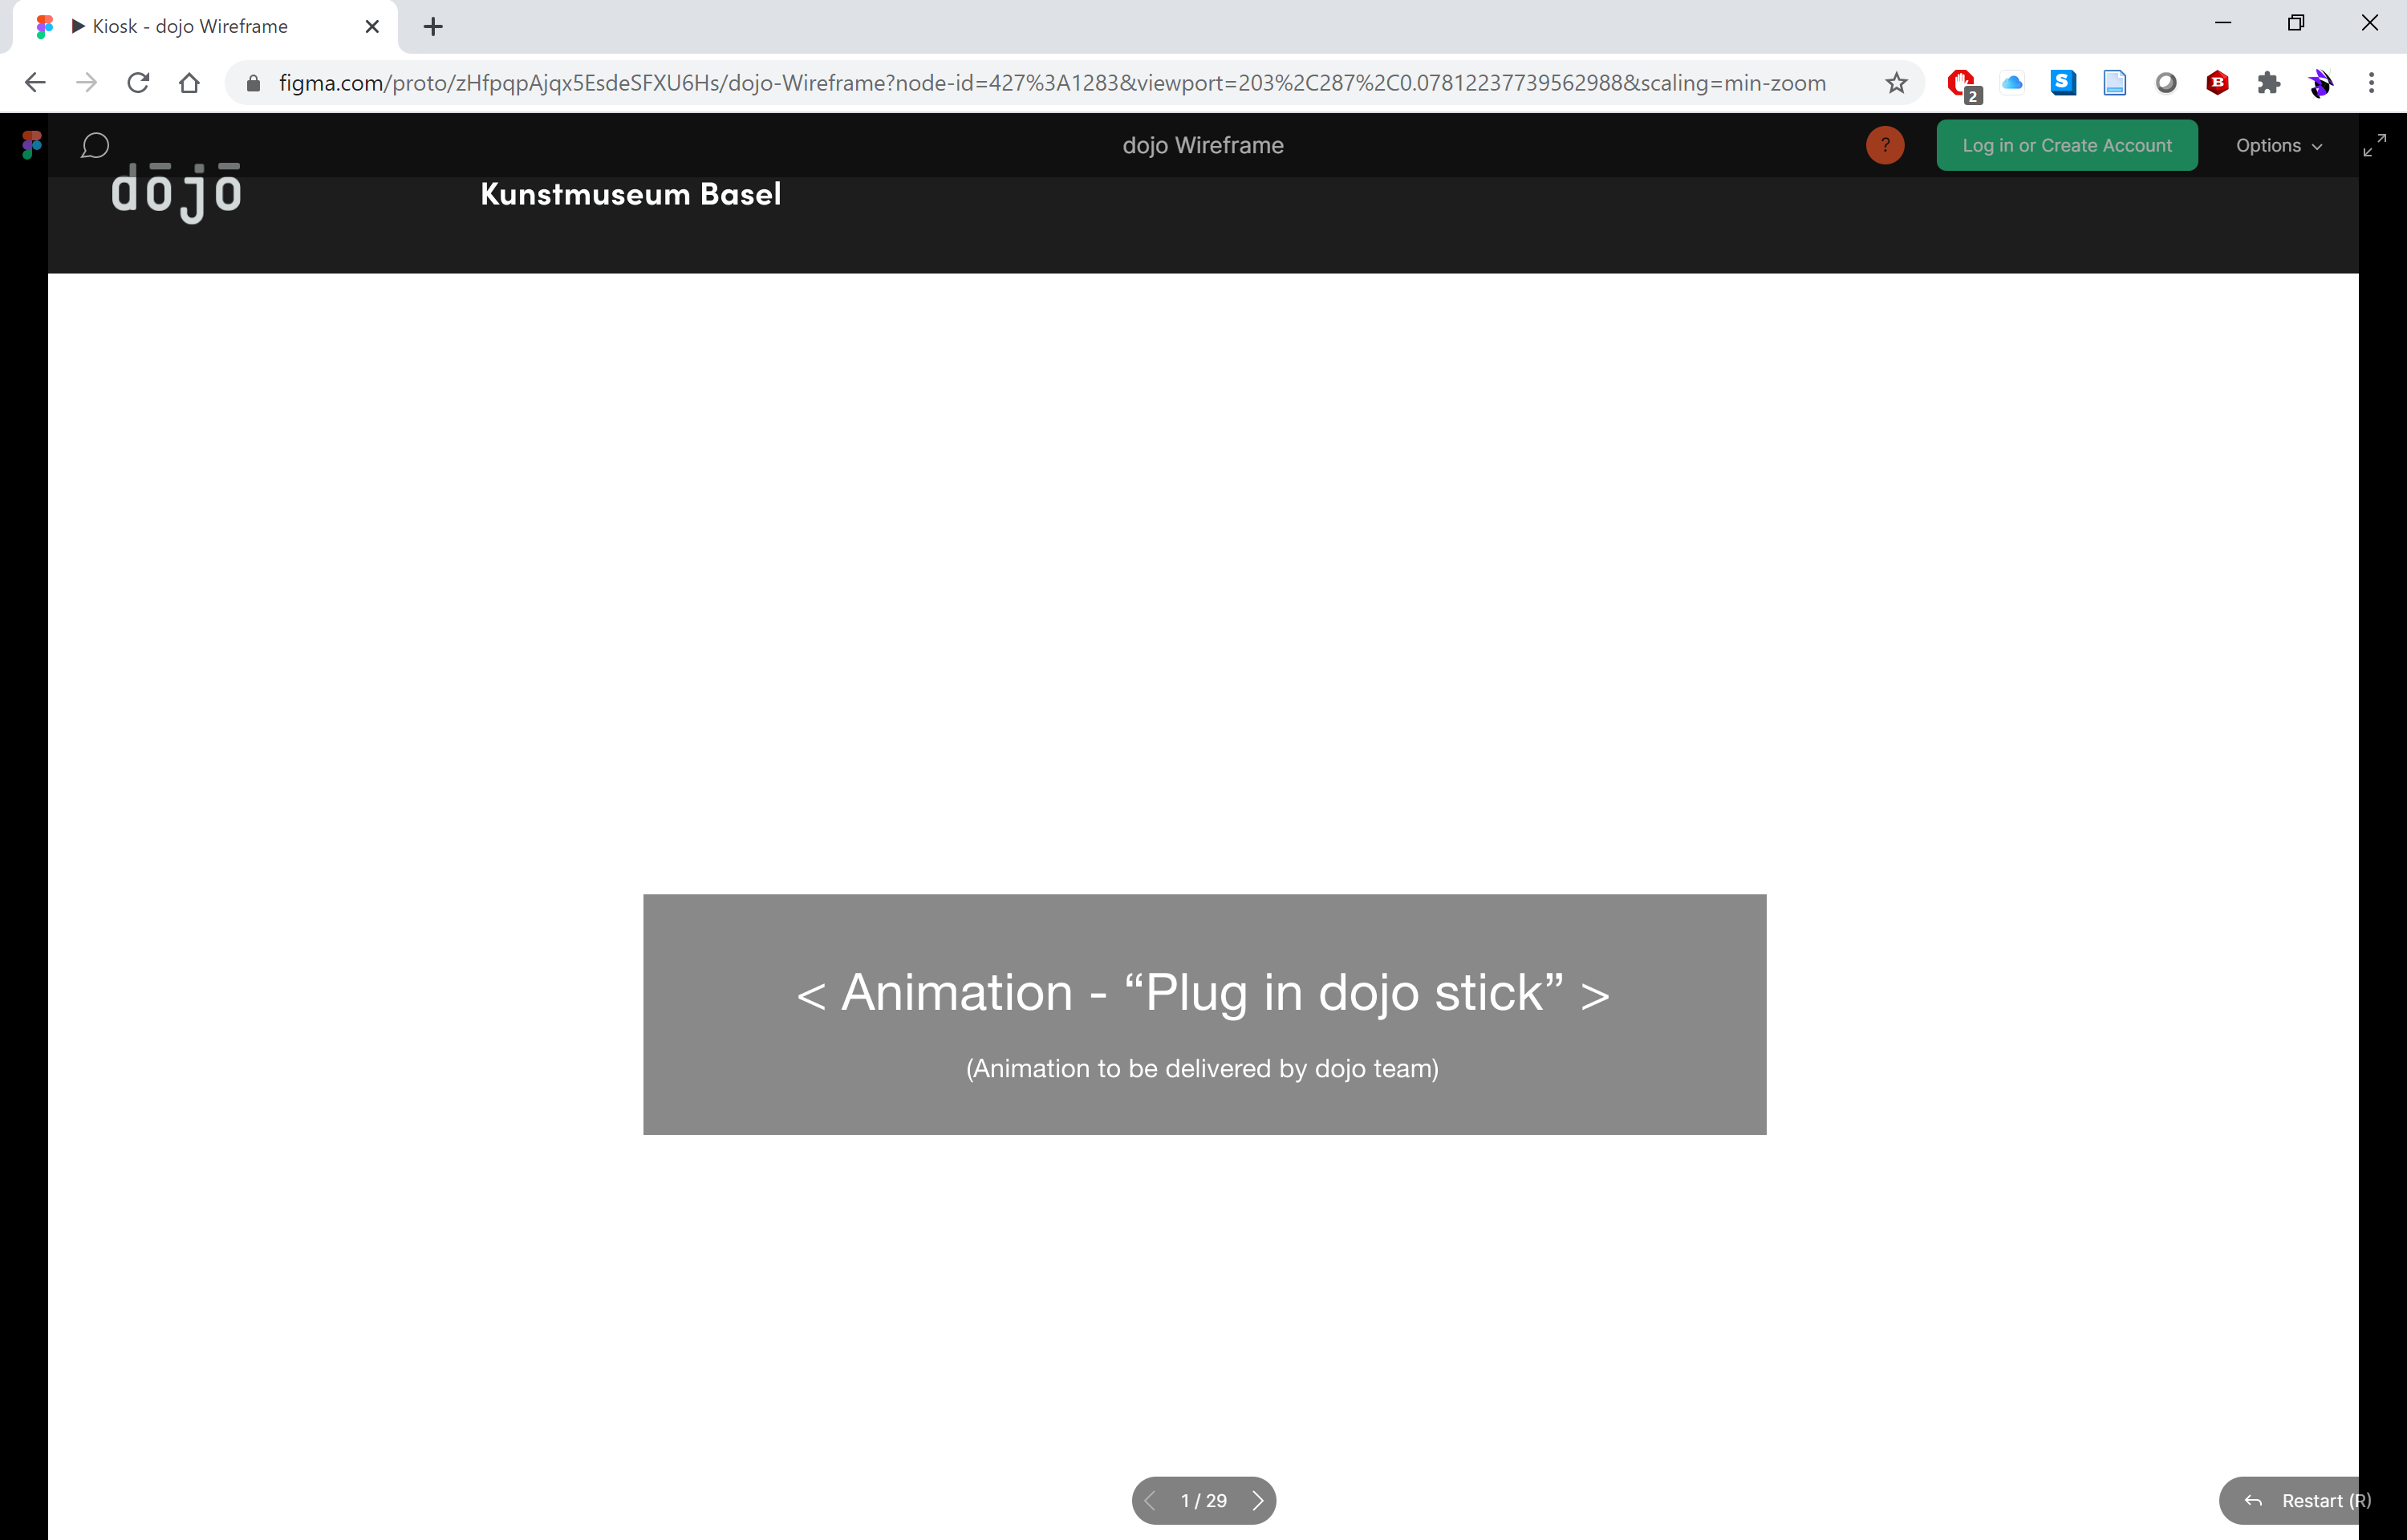 Kiosk - dojo Wireframe
figma.com/proto/zHfpqpAjqx5EsdeSFXU6Hs/dojo-Wireframe?node-id=427%3A1283&viewport=203%2C287%2C0.07812237739562988&scaling=min-zoom
S
2
B
dojo Wireframe
?
Log in or Create Account
Options
dōjō
Kunstmuseum Basel
< Animation - “Plug in dojo stick” >
(Animation to be delivered by dojo team)
1 / 29
Restart (R)